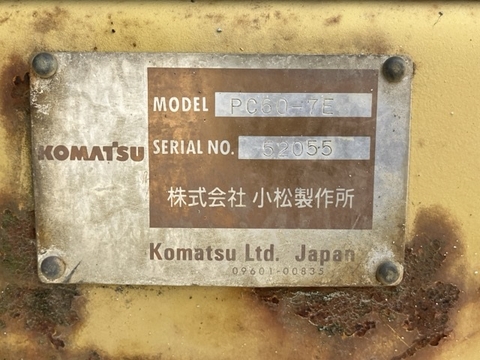 KOMATSU
MODEL PC60-7E
SERIAL NO. 52055
株式会社 小松製作所
Komatsu Ltd. Japan
09601-00835